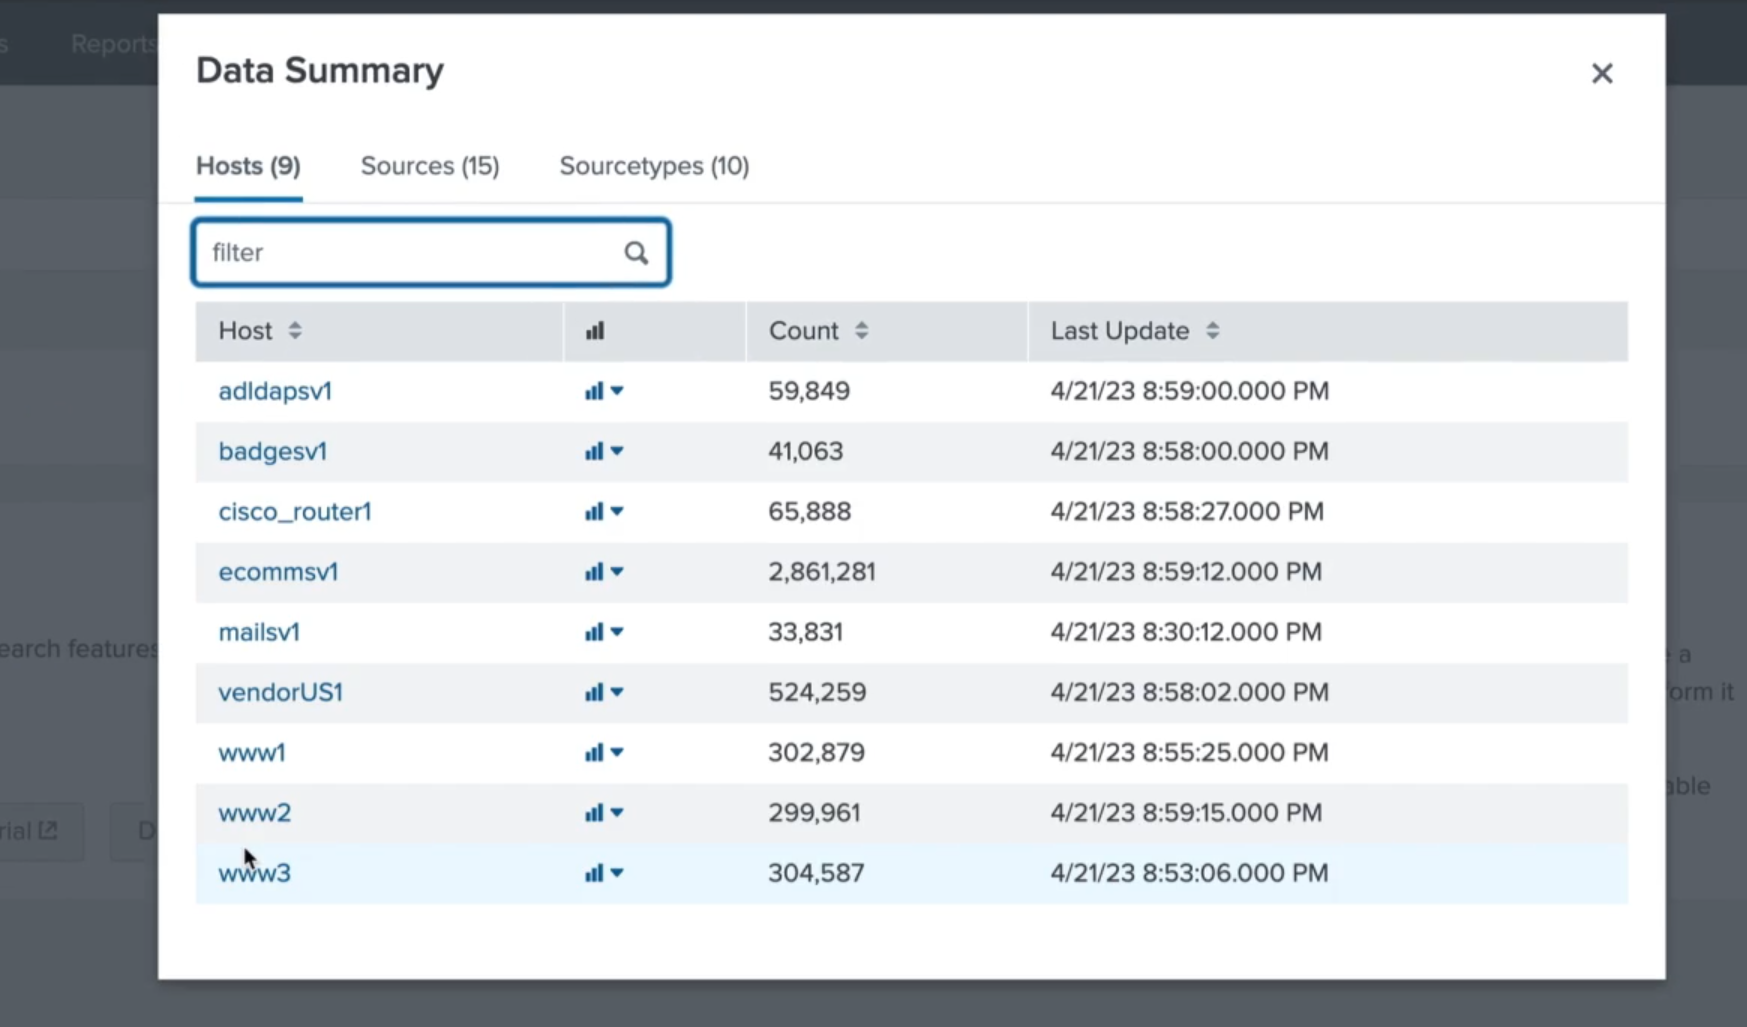 s Reports
Data Summary
Hosts (9) Sources (15) Sourcetypes (10)
filter
Host Count Last Update
adldapsv1 59,849 4/21/23 8:59:00.000 PM
badgesv1 41,063 4/21/23 8:58:00.000 PM
cisco_router1 65,888 4/21/23 8:58:27.000 PM
ecommsv1 2,861,281 4/21/23 8:59:12.000 PM
mailsv1 33,831 4/21/23 8:30:12.000 PM
earch features
a
vendorUS1 524,259 4/21/23 8:58:02.000 PM
orm it
www1 302,879 4/21/23 8:55:25.000 PM
able
www2 299,961 4/21/23 8:59:15.000 PM
rial D
www3 304,587 4/21/23 8:53:06.000 PM